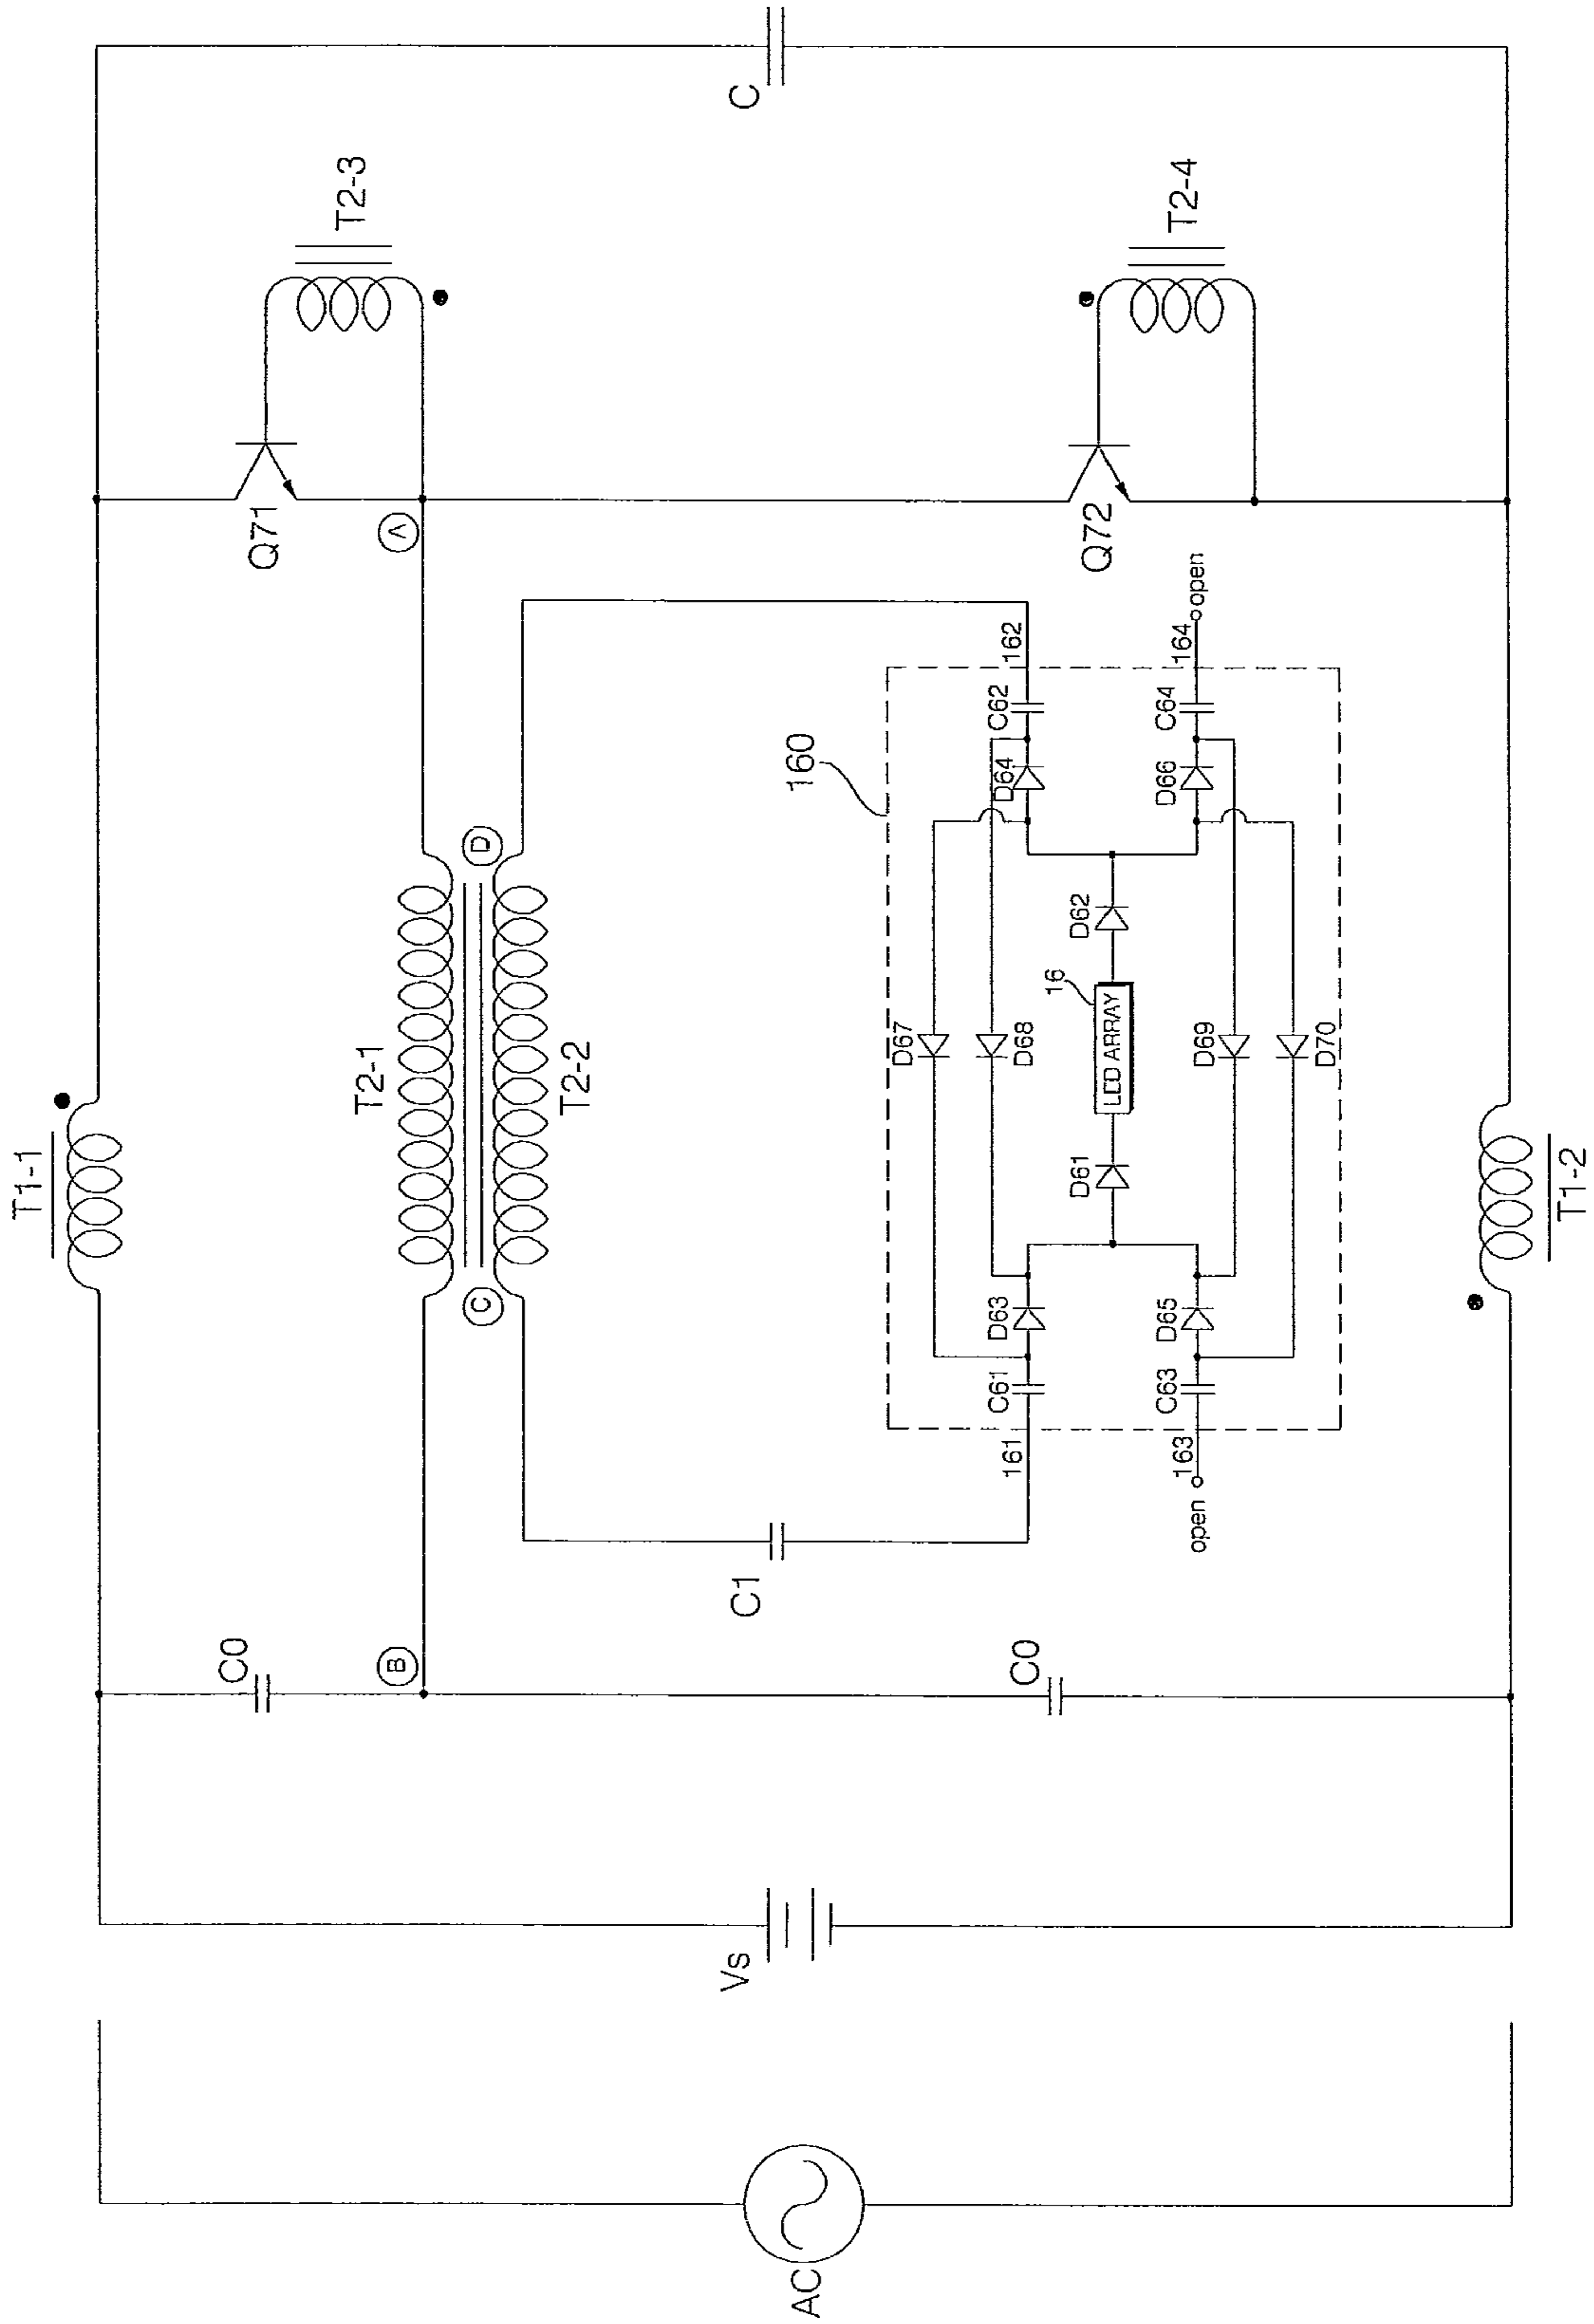 T1-1
C0
Q71
T2-3
B
T2-1
A
C
D
T2-2
Vs
C1
C
AC
160
D67
161
C61
D63
D68
D64
C62
162
C0
16
D61
LCD ARRAY
D62
Q72
T2-4
open
163
C63
D65
D69
D66
C64
164
open
D70
T1-2